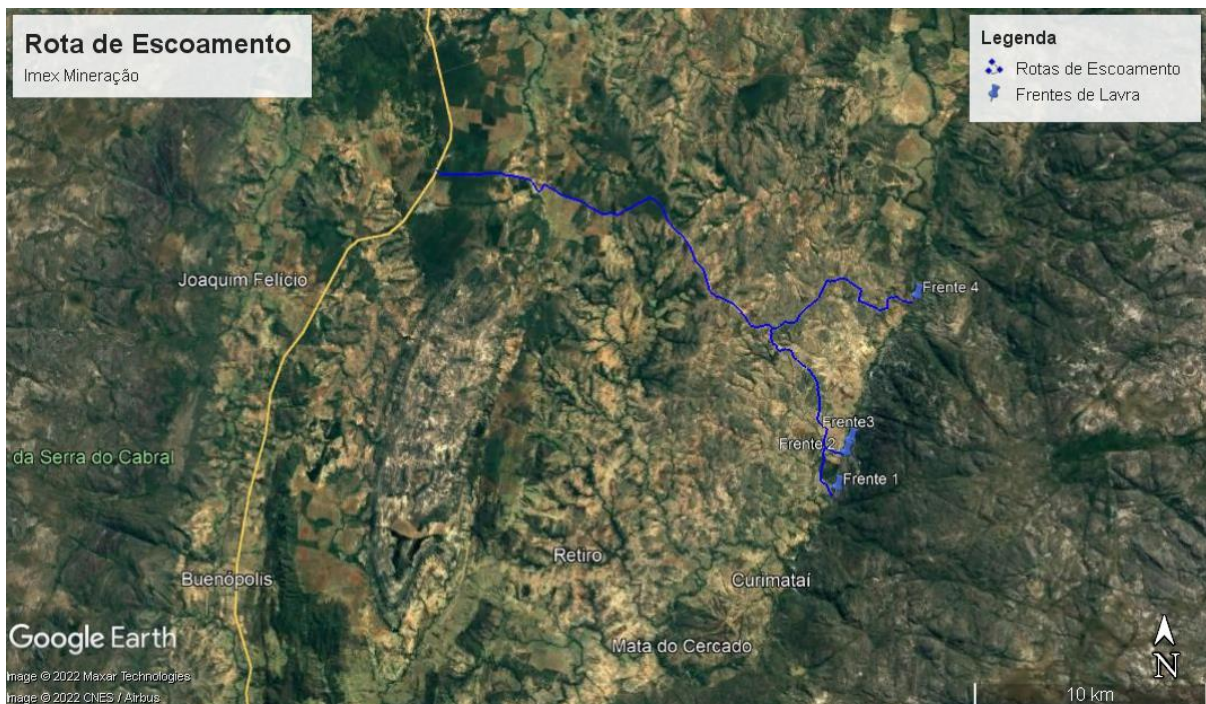 Rota de Escoamento
Imex Mineração
Legenda
Rotas de Escoamento
Frentes de Lavra
Joaquim Felício
Frente 4
Frente3
Frente 2
da Serra do Cabral
Frente 1
Retiro
Buenópolis
Curimataí
Google Earth
Mata do Cercado
N
Image © 2022 Maxar Technologies
Image © 2022 CNES / Airbus
10 km